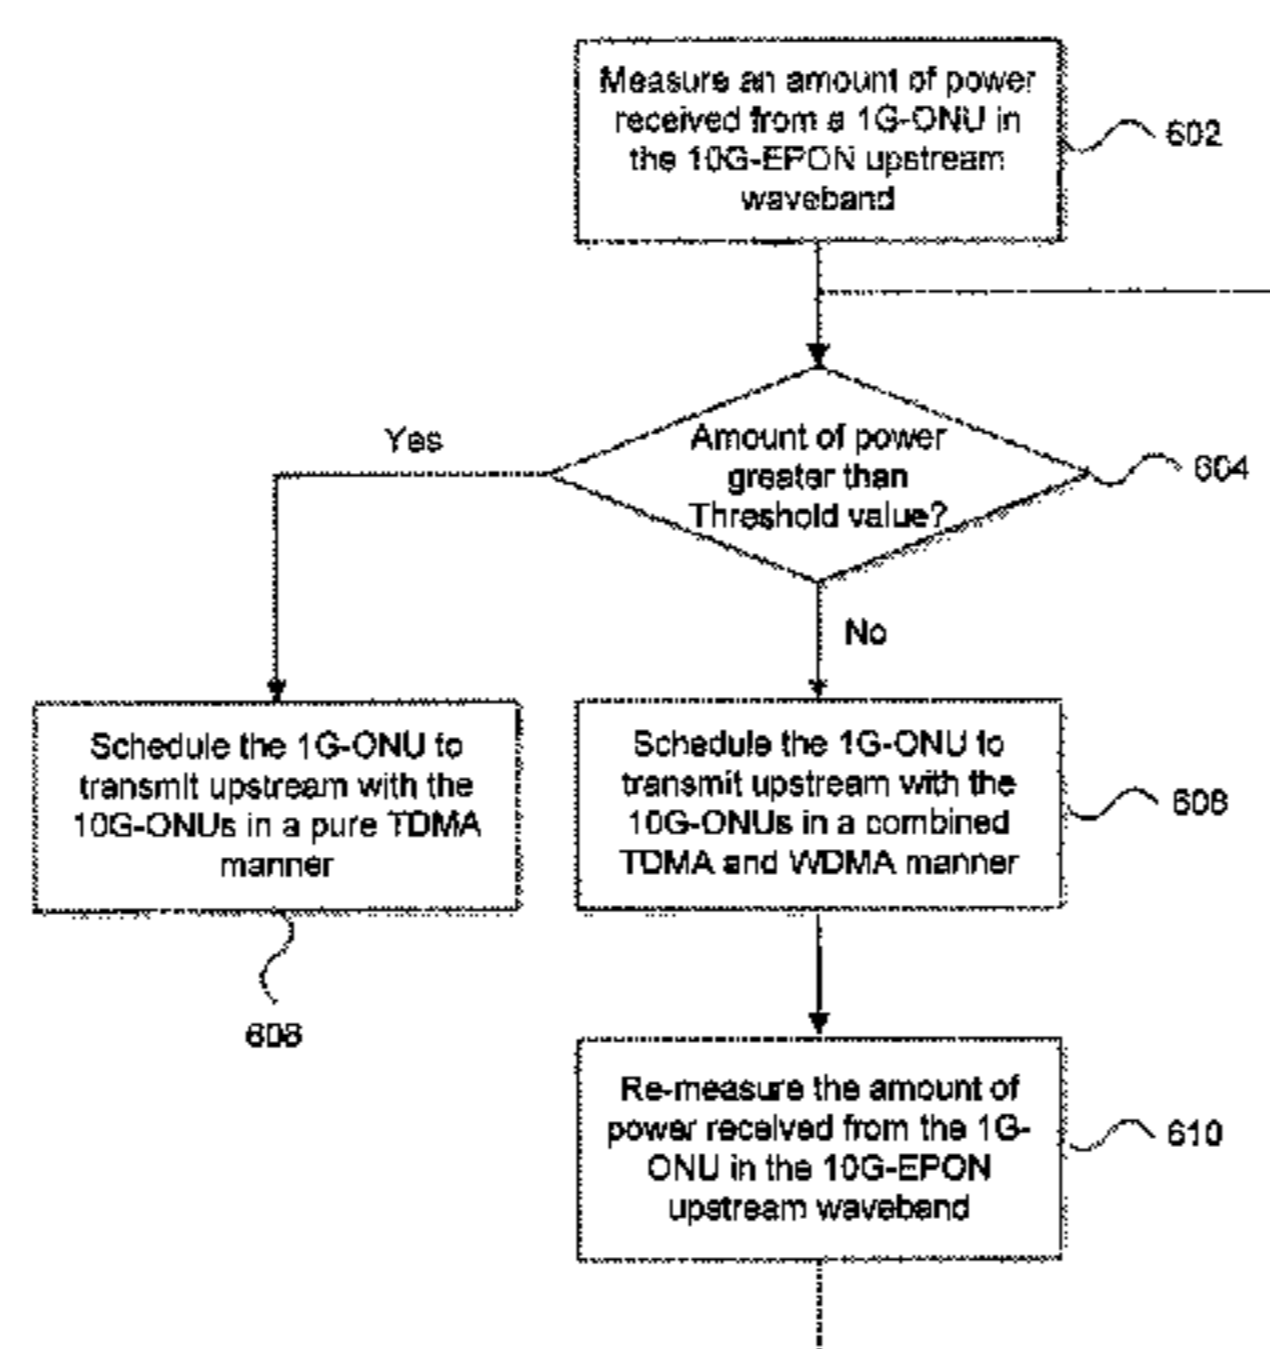 Measure an amount of power
received from a 1G-ONU in
the 10G-EPON upstream
waveband
602
Amount of power
greater than
Threshold value?
604
Yes
No
Schedule the 1G-ONU to
transmit upstream with the
10G-ONUs in a pure TDMA
manner
Schedule the 1G-ONU to
transmit upstream with the
10G-ONUs in a combined
TDMA and WDMA manner
Re-measure the amount of
power received from the 1G-
ONU in the 10G-EPON
upstream waveband
610